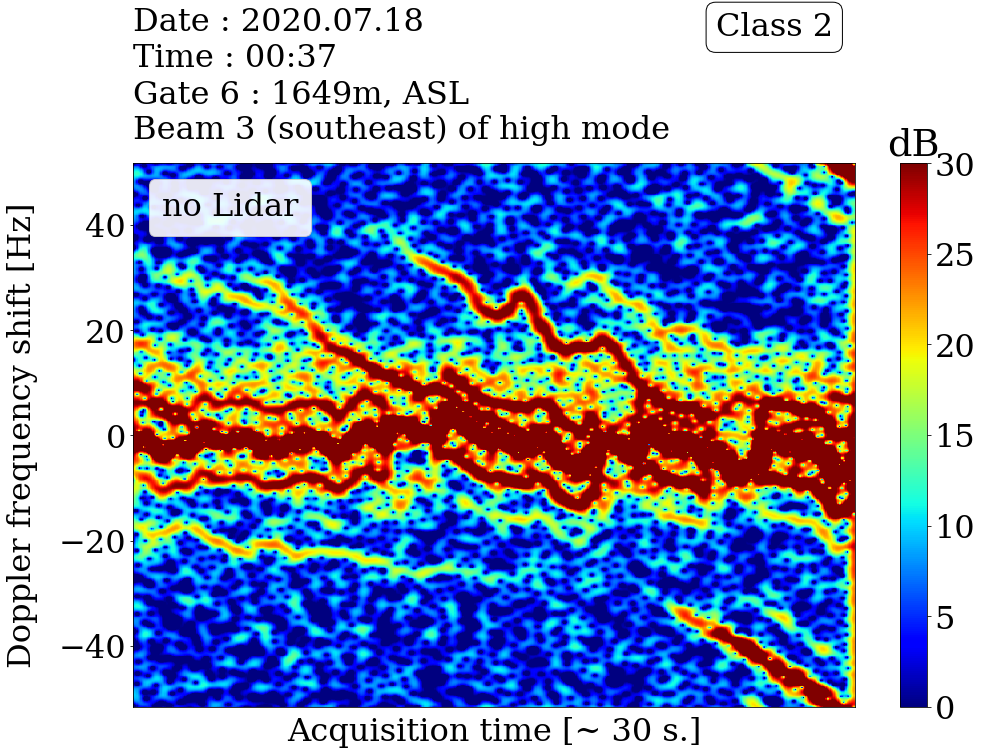 Date : 2020.07.18
Time : 00:37
Gate 6 : 1649m, ASL
Beam 3 (southeast) of high mode
Class 2
dB
no Lidar
Doppler frequency shift [Hz]
40
20
0
−20
−40
30
25
20
15
10
5
0
Acquisition time [~ 30 s.]